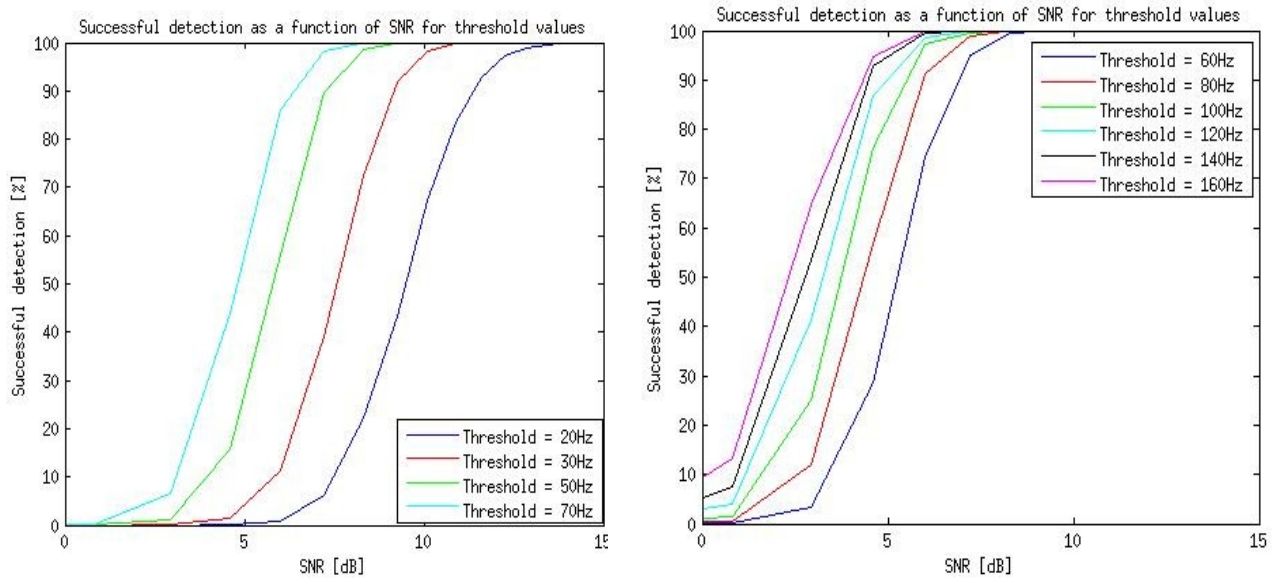 Successful detection as a function of SNR for threshold values
100
90
80
70
60
50
40
30
20
10
0
0
5
10
15
Successful detection [%]
SNR [dB]
Threshold = 20Hz
Threshold = 30Hz
Threshold = 50Hz
Threshold = 70Hz
Successful detection as a function of SNR for threshold values
100
90
80
70
60
50
40
30
20
10
0
0
5
10
15
Successful detection [%]
SNR [dB]
Threshold = 60Hz
Threshold = 80Hz
Threshold = 100Hz
Threshold = 120Hz
Threshold = 140Hz
Threshold = 160Hz